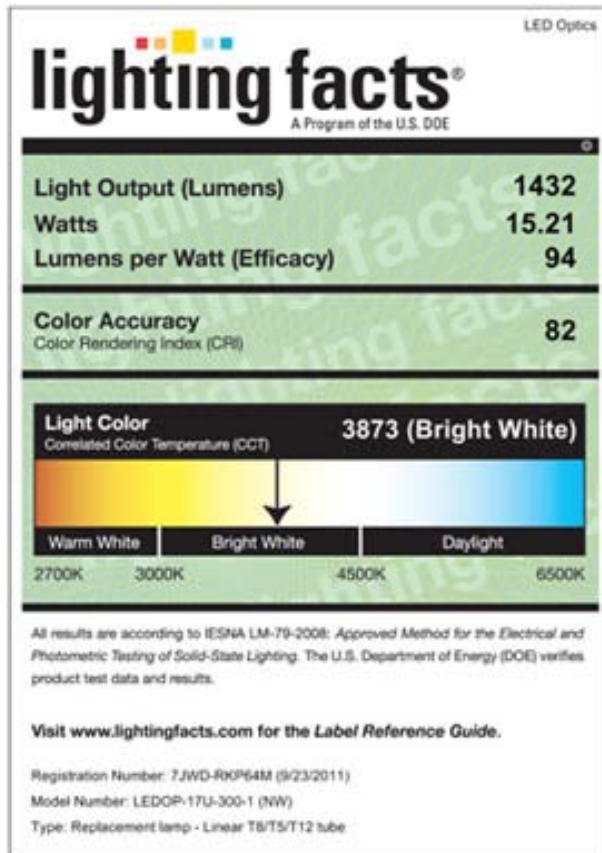 LED Optics
lighting facts®
A Program of the U.S. DOE
Light Output (Lumens) 1432
Watts 15.21
Lumens per Watt (Efficacy) 94
Color Accuracy
Color Rendering Index (CRI) 82
Light Color
Correlated Color Temperature (CCT) 3873 (Bright White)
Warm White Bright White Daylight
2700K 3000K 4500K 6500K
All results are according to IESNA LM-79-2008: Approved Method for the Electrical and
Photometric Testing of Solid-State Lighting. The U.S. Department of Energy (DOE) verifies
product test data and results.
Visit www.lightingfacts.com for the Label Reference Guide.
Registration Number: 7JWD-RKP64M (9/23/2011)
Model Number: LEDOP-17U-300-1 (NW)
Type: Replacement lamp - Linear T8/T5/T12 tube